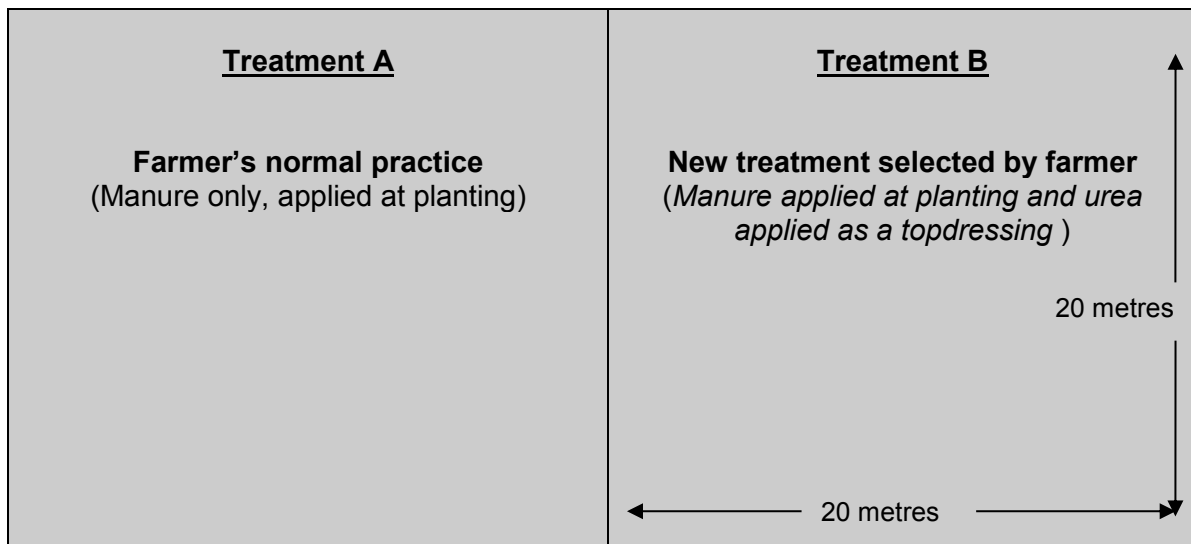 Treatment A
Farmer's normal practice
(Manure only, applied at planting)
Treatment B
New treatment selected by farmer
(Manure applied at planting and urea
applied as a topdressing )
20 metres
20 metres